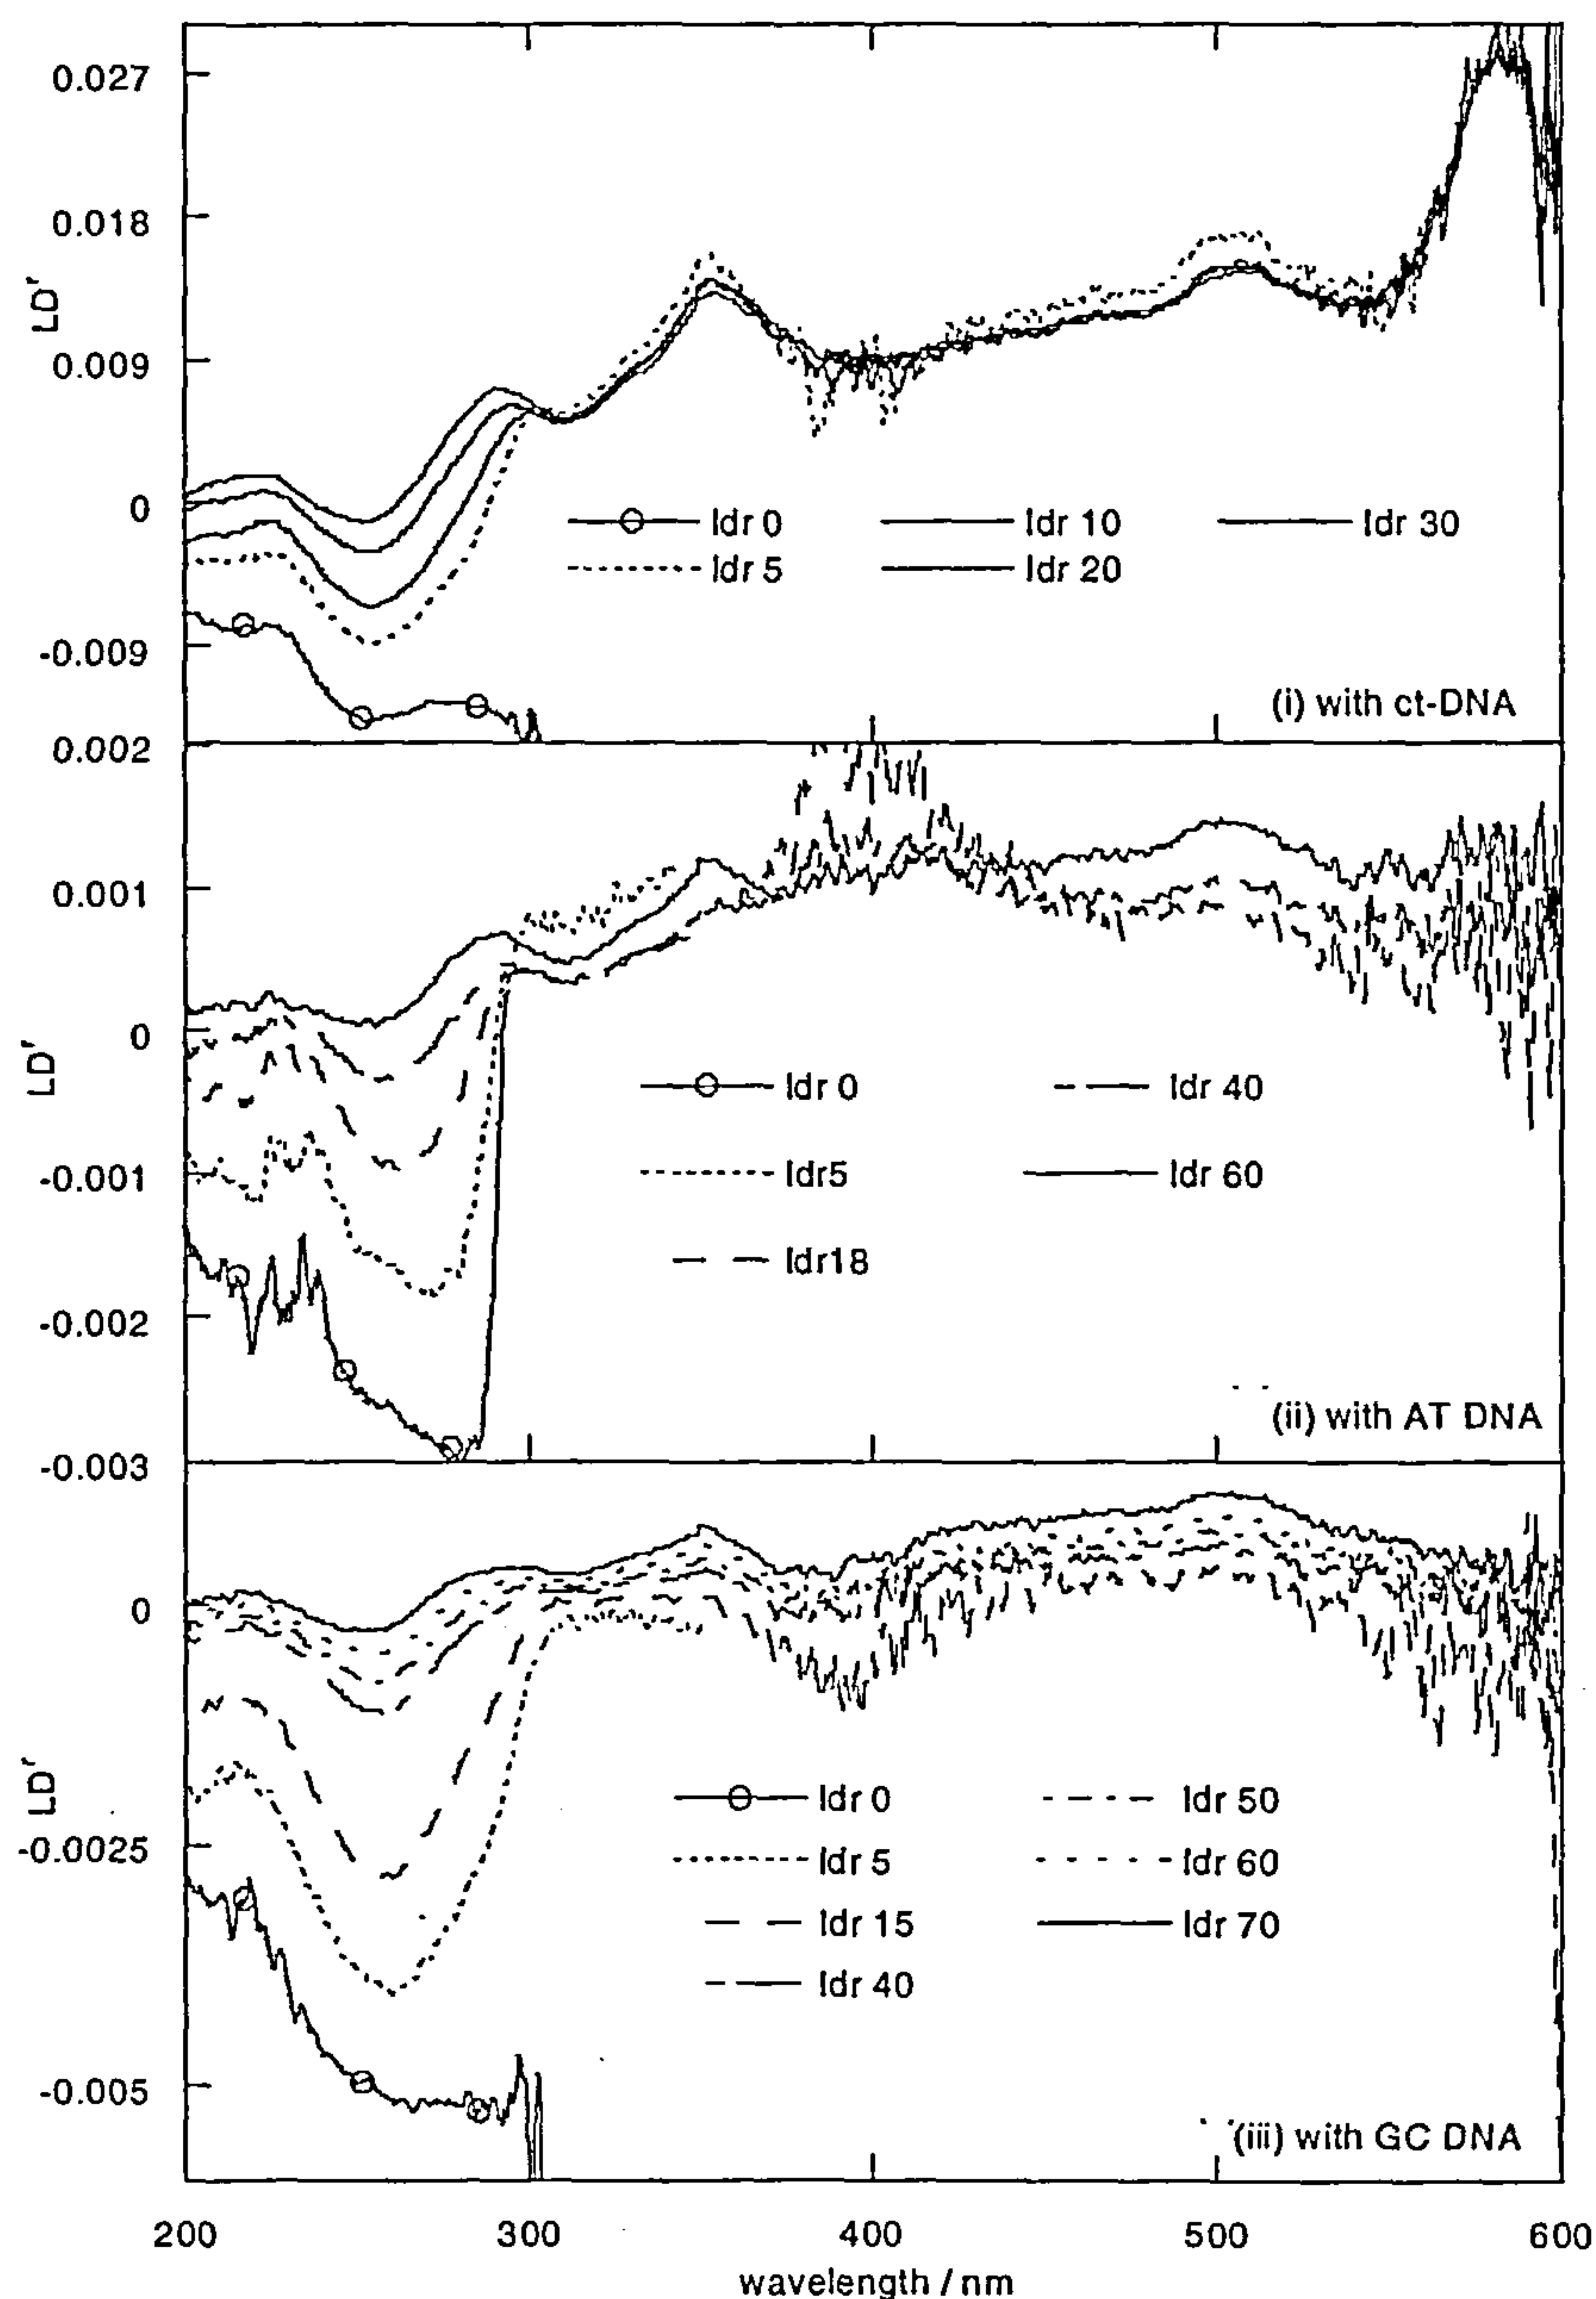 0.027
0.018
LDʳ
0.009
0
ldr 0 ldr 10 ldr 30
ldr 5 ldr 20
-0.009
(i) with ct-DNA
0.002
0.001
0
LDʳ
ldr 0 ldr 40
-0.001
ldr5 ldr 60
ldr18
-0.002
(ii) with AT DNA
-0.003
0
LDʳ
ldr 0 ldr 50
-0.0025
ldr 5 ldr 60
ldr 15 ldr 70
ldr 40
-0.005
(iii) with GC DNA
200 300 400 500 600
wavelength / nm